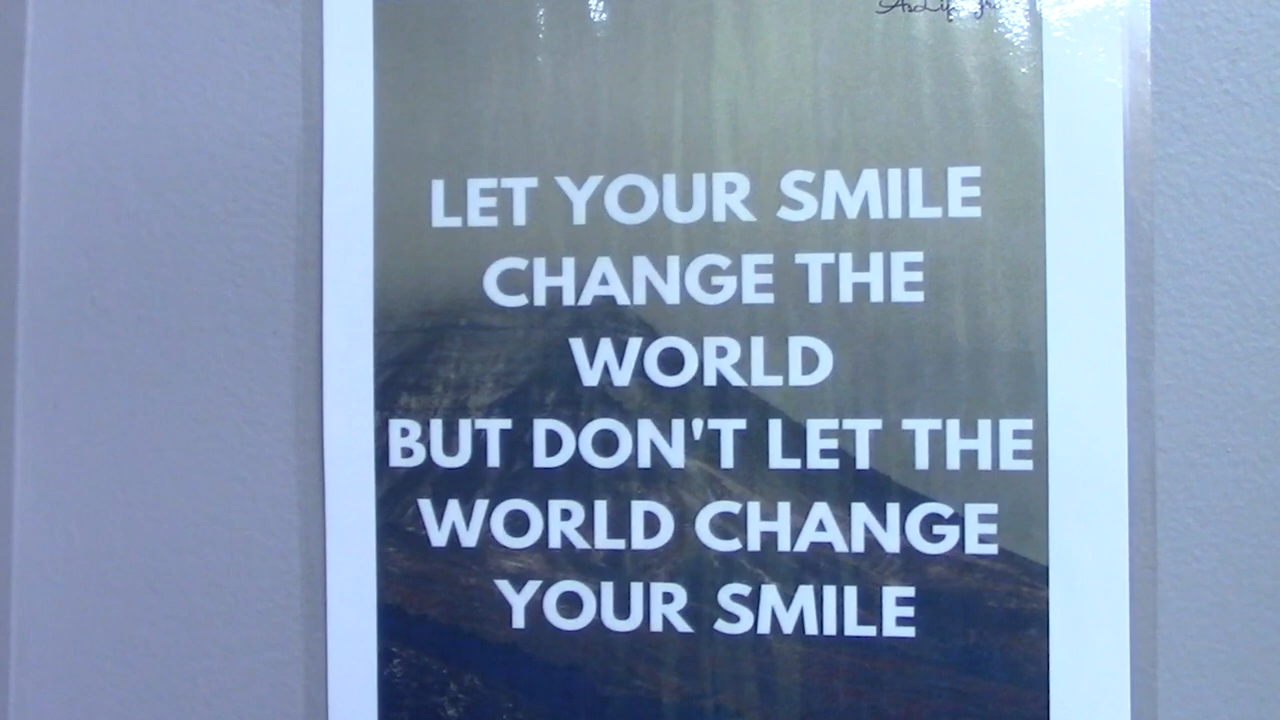 LET YOUR SMILE
CHANGE THE
WORLD
BUT DON'T LET THE
WORLD CHANGE
YOUR SMILE